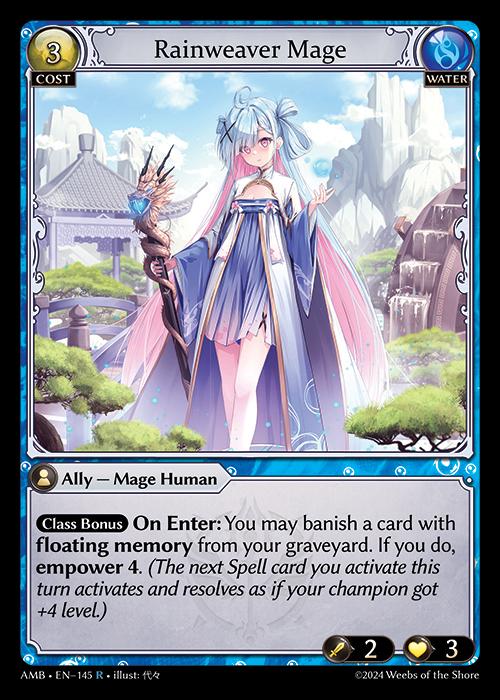 3
Rainweaver Mage
COST
WATER
Ally — Mage Human
Class Bonus On Enter: You may banish a card with
floating memory from your graveyard. If you do,
empower 4. (The next Spell card you activate this
turn activates and resolves as if your champion got
+4 level.)
2
3
AMB • EN–145 R • illust: 代々
©2024 Weebs of the Shore